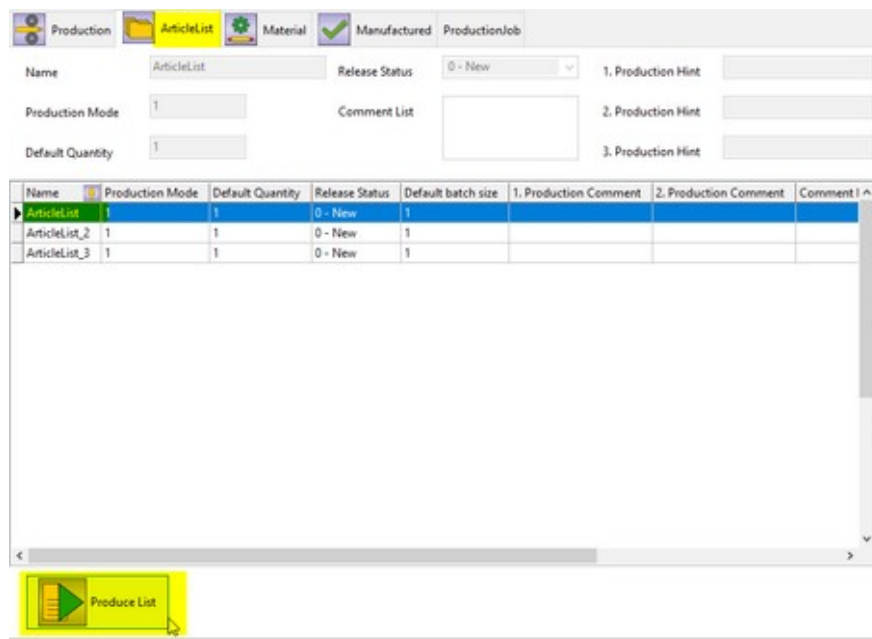 Production ArticleList Material Manufactured ProductionJob
Name ArticleList Release Status 0 - New 1. Production Hint
Production Mode 1 Comment List 2. Production Hint
Default Quantity 1 3. Production Hint
Name Production Mode Default Quantity Release Status Default batch size 1. Production Comment 2. Production Comment Comment l
ArticleList 1 1 0 - New 1
ArticleList_2 1 1 0 - New 1
ArticleList_3 1 1 0 - New 1
Produce List